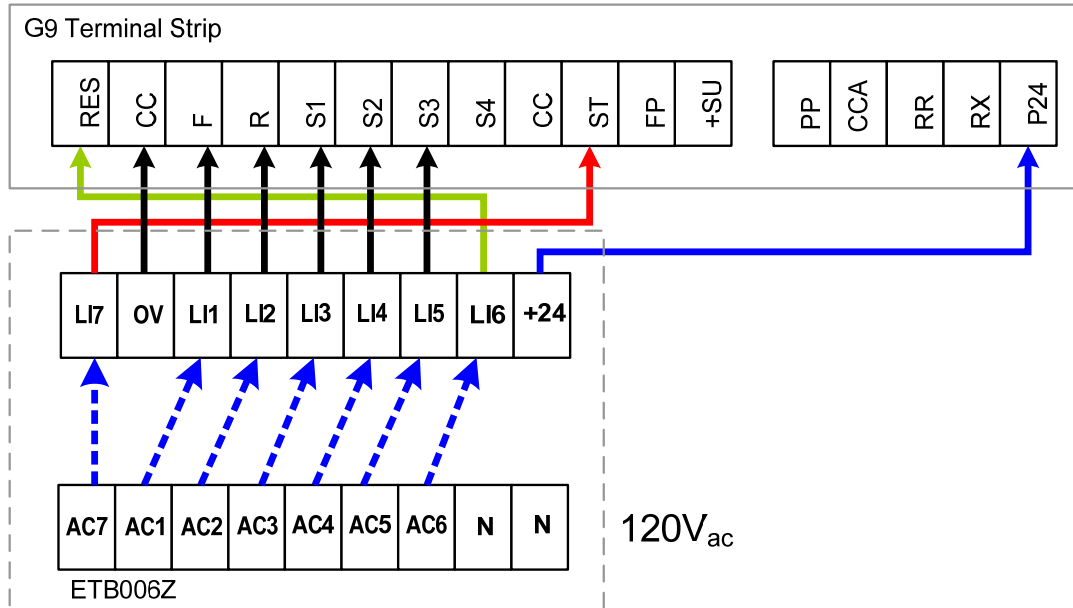 G9 Terminal Strip
RES CC F R S1 S2 S3 S4 CC ST FP +SU PP CCA RR RX P24
LI7 OV LI1 LI2 LI3 LI4 LI5 LI6 +24
AC7 AC1 AC2 AC3 AC4 AC5 AC6 N N
120Vac
ETB006Z